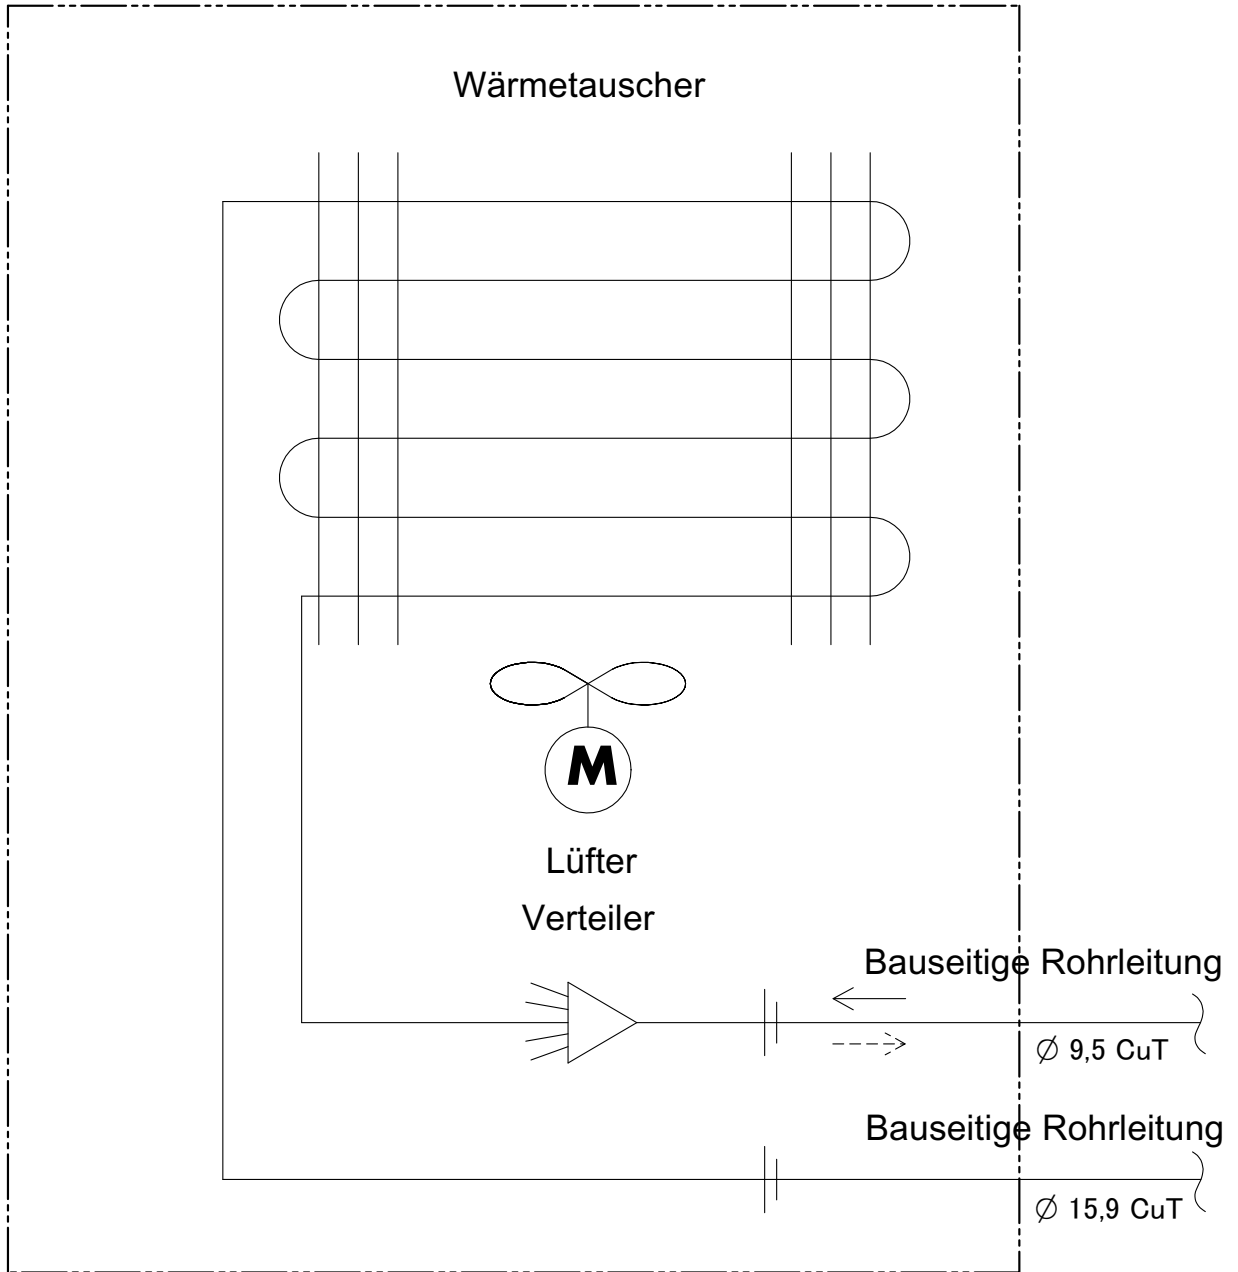 Wärmetauscher
M
Lüfter
Verteiler
Bauseitige Rohrleitung
∅ 9,5 CuT
Bauseitige Rohrleitung
∅ 15,9 CuT